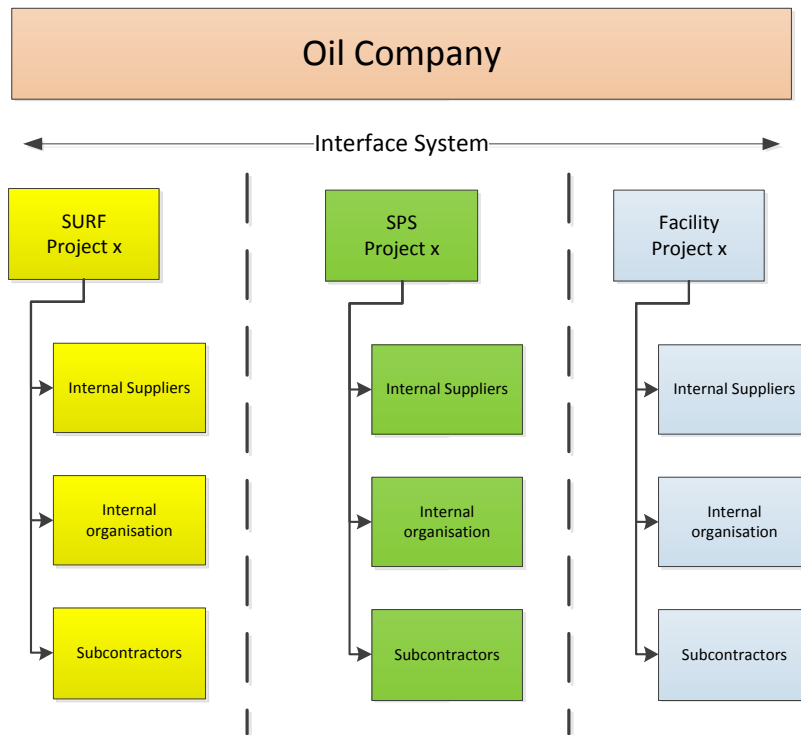 Oil Company
Interface System
SURF
Project x
SPS
Project x
Facility
Project x
Internal Suppliers
Internal Suppliers
Internal Suppliers
Internal
organisation
Internal
organisation
Internal
organisation
Subcontractors
Subcontractors
Subcontractors